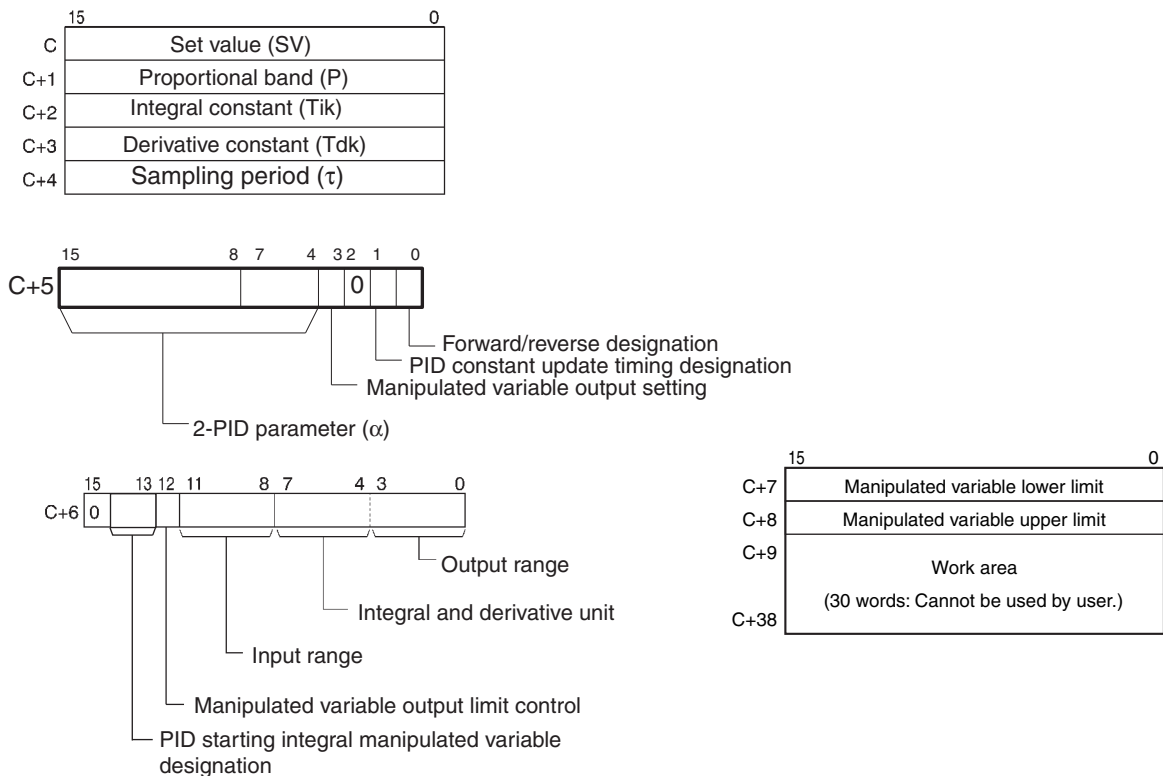 15 0
C Set value (SV)
C+1 Proportional band (P)
C+2 Integral constant (Tik)
C+3 Derivative constant (Tdk)
C+4 Sampling period (τ)
15 8 7 4 3 2 1 0
C+5 0
Forward/reverse designation
PID constant update timing designation
Manipulated variable output setting
2-PID parameter (α)
15 13 12 11 8 7 4 3 0
C+6 0
Output range
Integral and derivative unit
Input range
Manipulated variable output limit control
PID starting integral manipulated variable
designation
15 0
C+7 Manipulated variable lower limit
C+8 Manipulated variable upper limit
C+9
Work area
(30 words: Cannot be used by user.)
C+38